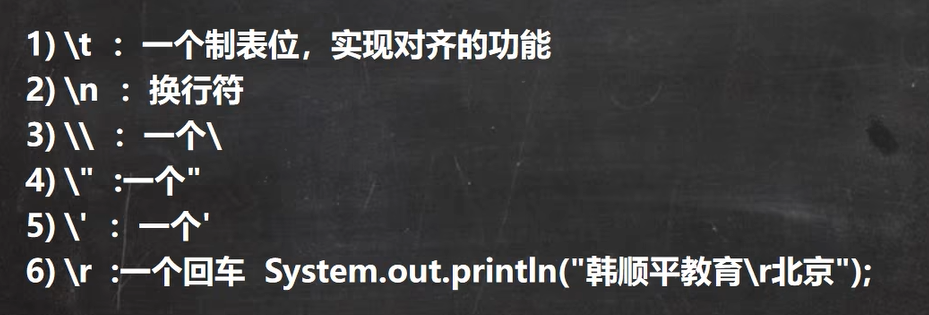 1) \t ：一个制表位，实现对齐的功能
2) \n ：换行符
3) \\ ：一个\
4) \" :一个"
5) \' ：一个'
6) \r :一个回车 System.out.println("韩顺平教育\r北京");